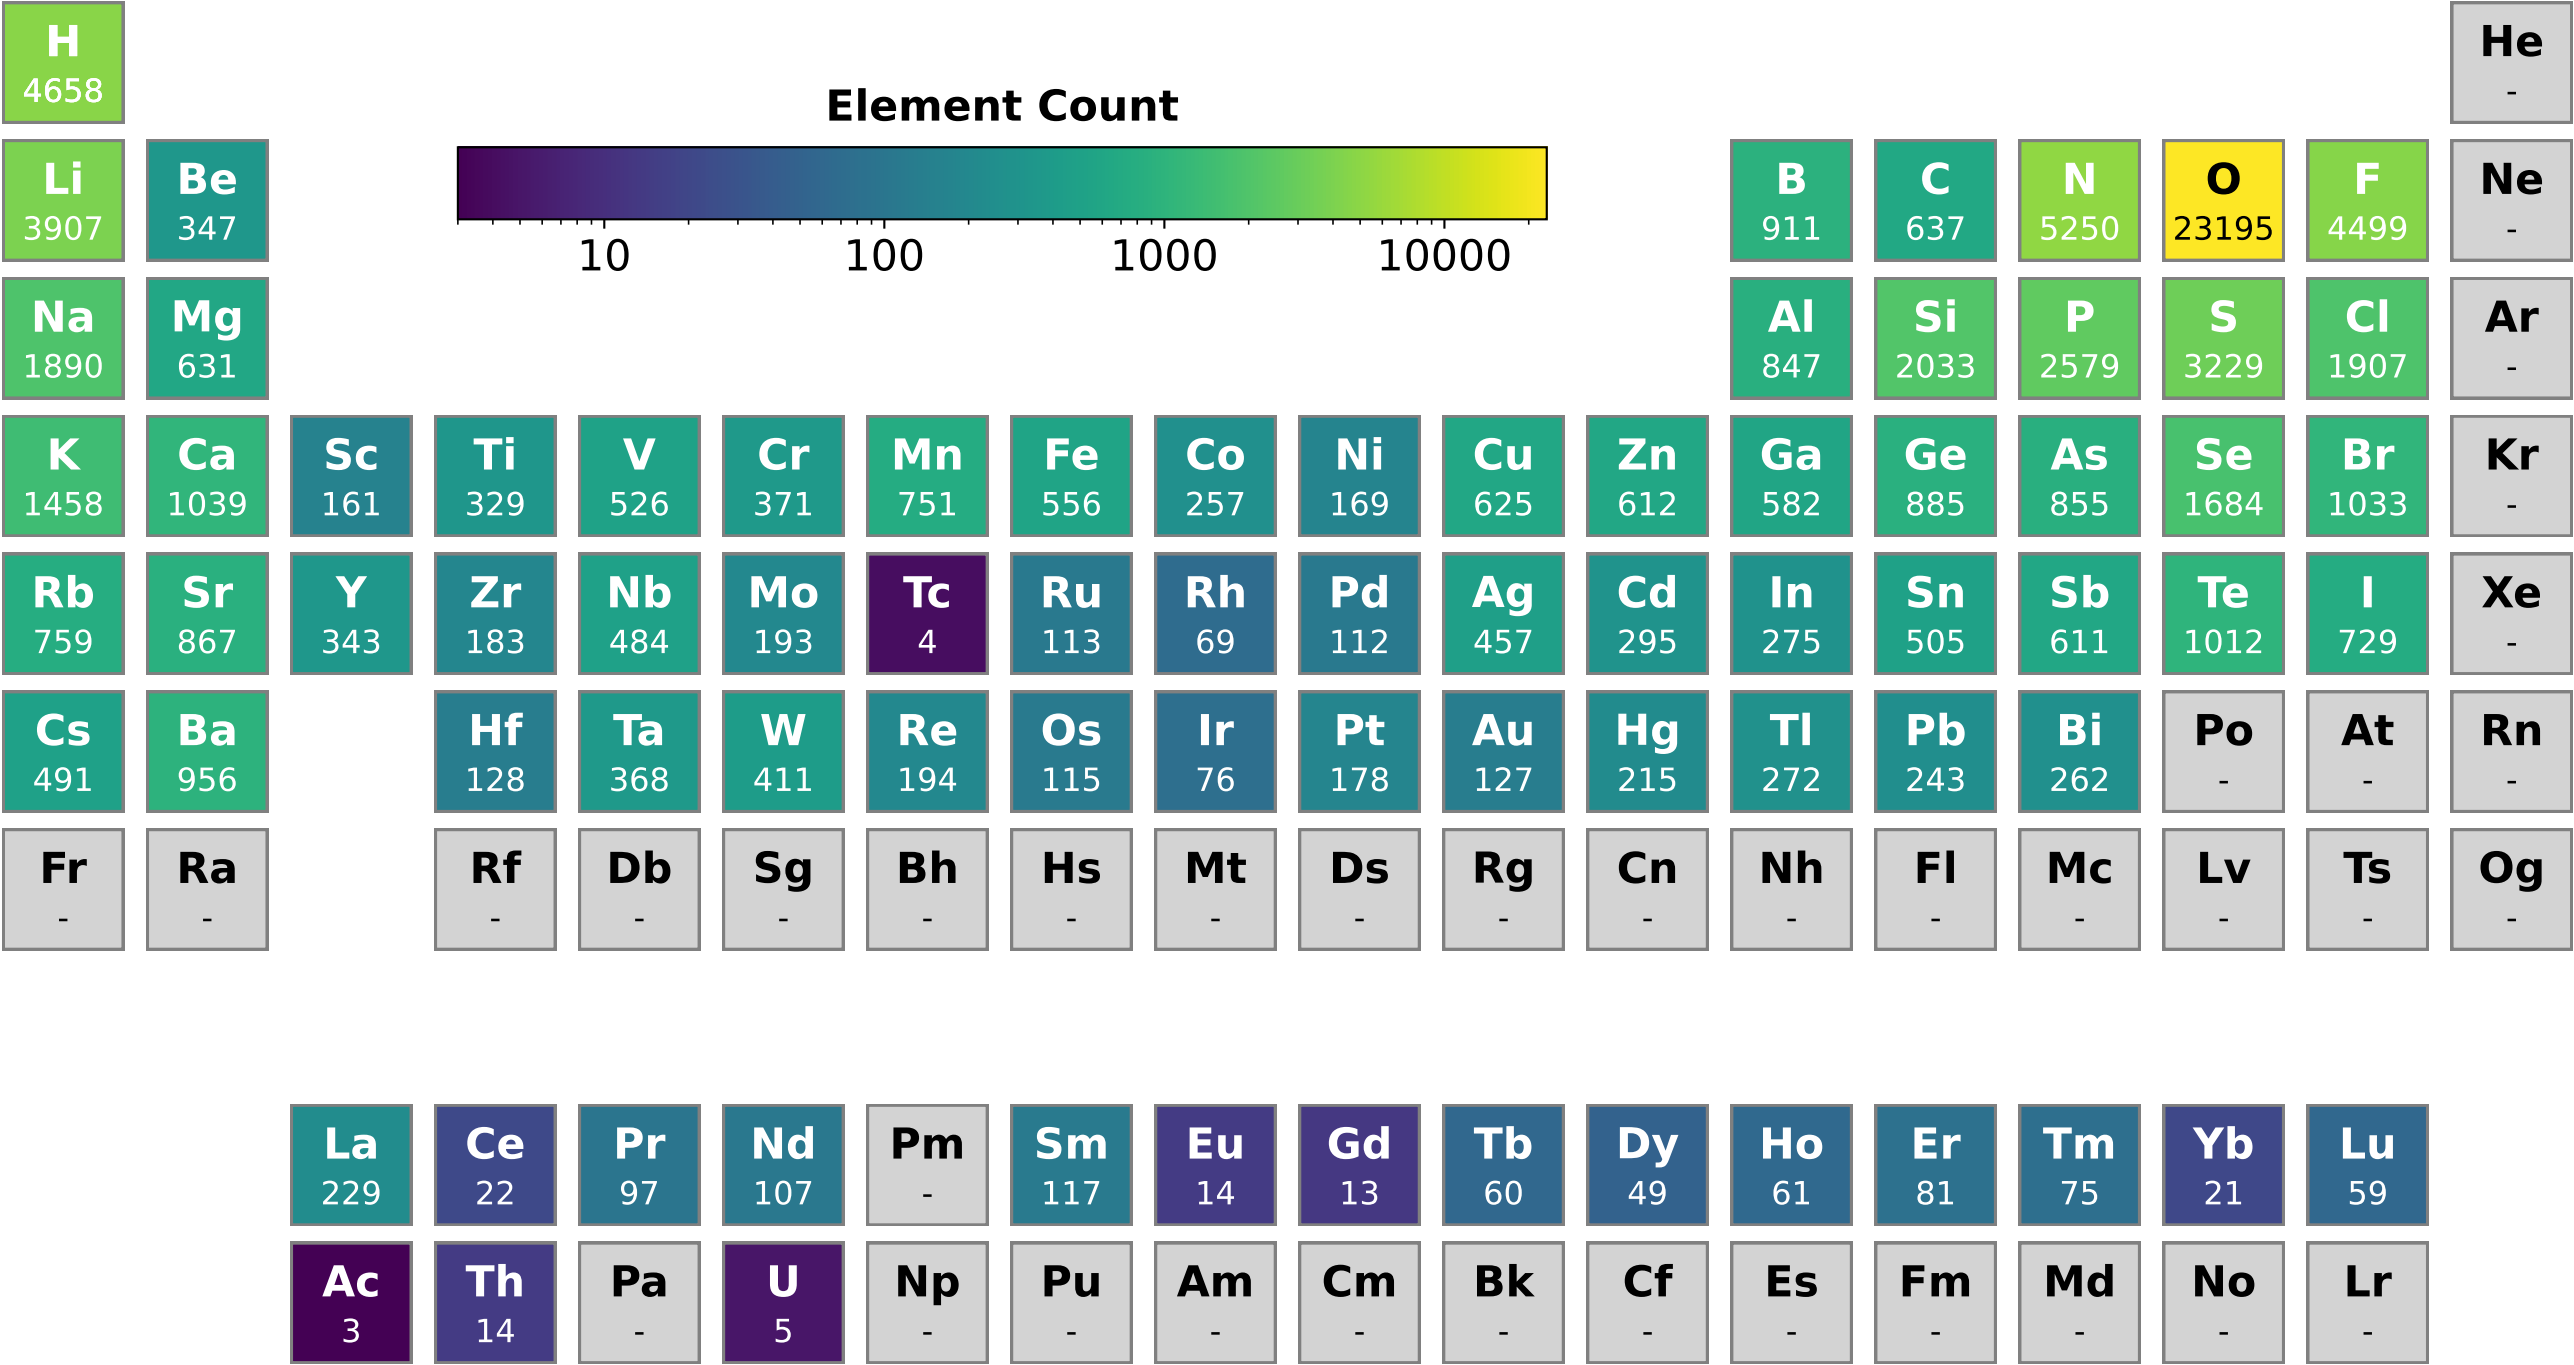 H He
4658 -
Element Count
Li Be B C N O F Ne
3907 347 911 637 5250 23195 4499 -
10 100 1000 10000
Na Mg Al Si P S Cl Ar
1890 631 847 2033 2579 3229 1907 -
K Ca Sc Ti V Cr Mn Fe Co Ni Cu Zn Ga Ge As Se Br Kr
1458 1039 161 329 526 371 751 556 257 169 625 612 582 885 855 1684 1033 -
Rb Sr Y Zr Nb Mo Tc Ru Rh Pd Ag Cd In Sn Sb Te I Xe
759 867 343 183 484 193 4 113 69 112 457 295 275 505 611 1012 729 -
Cs Ba Hf Ta W Re Os Ir Pt Au Hg Tl Pb Bi Po At Rn
491 956 128 368 411 194 115 76 178 127 215 272 243 262 - - -
Fr Ra Rf Db Sg Bh Hs Mt Ds Rg Cn Nh Fl Mc Lv Ts Og
- - - - - - - - - - - - - - - - -
La Ce Pr Nd Pm Sm Eu Gd Tb Dy Ho Er Tm Yb Lu
229 22 97 107 - 117 14 13 60 49 61 81 75 21 59
Ac Th Pa U Np Pu Am Cm Bk Cf Es Fm Md No Lr
3 14 - 5 - - - - - - - - - - -